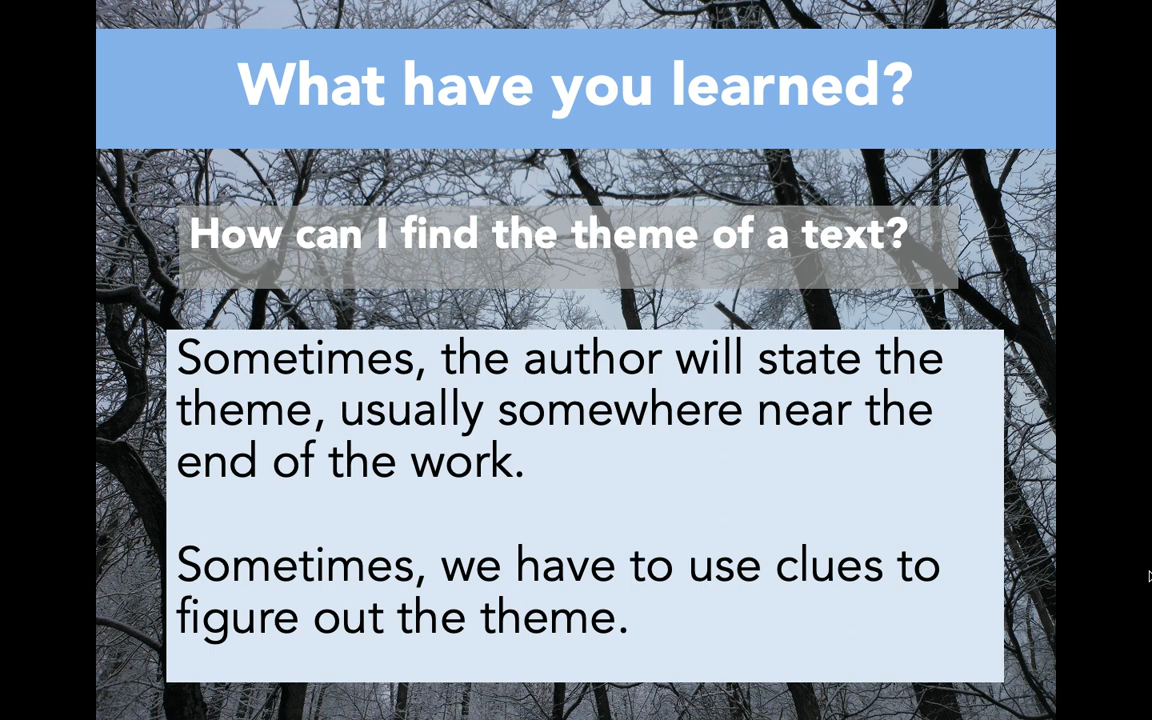 What have you learned?
How can I find the theme of a text?
Sometimes, the author will state the
theme, usually somewhere near the
end of the work.
Sometimes, we have to use clues to
figure out the theme.